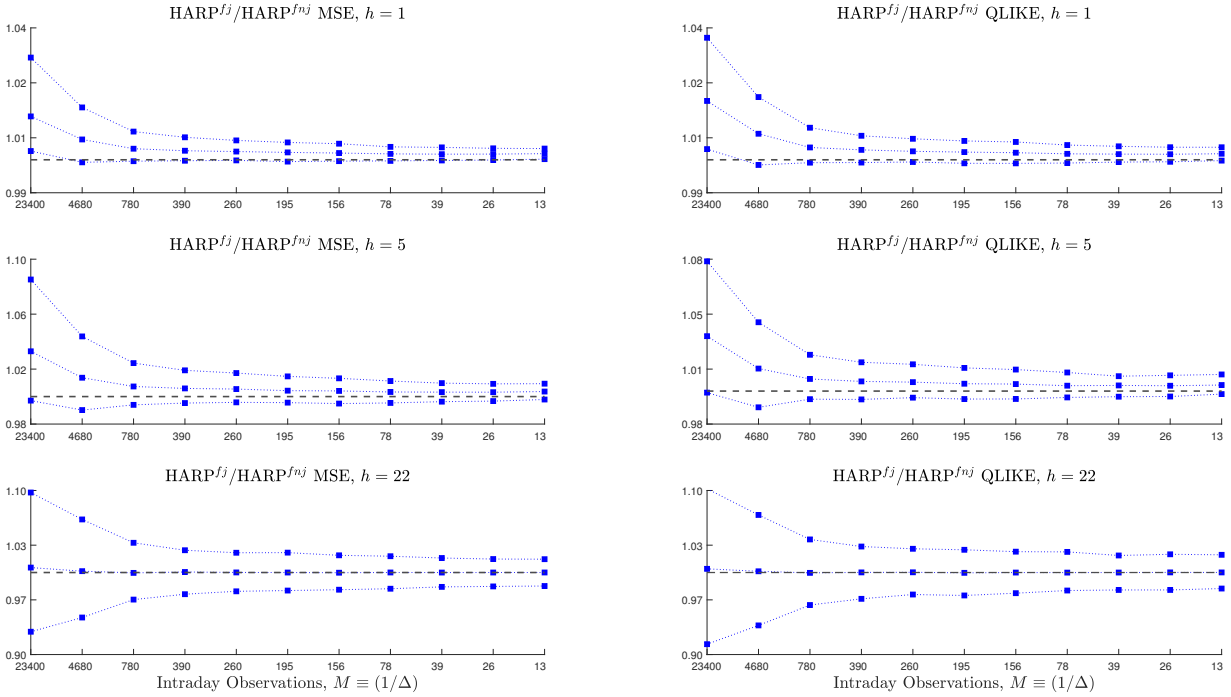 HARP^{fj}/HARP^{fnj} MSE, h = 1
1.04
1.02
1.01
0.99
23400 4680 780 390 260 195 156 78 39 26 13
HARP^{fj}/HARP^{fnj} QLIKE, h = 1
1.04
1.02
1.01
0.99
23400 4680 780 390 260 195 156 78 39 26 13
HARP^{fj}/HARP^{fnj} MSE, h = 5
1.10
1.06
1.02
0.98
23400 4680 780 390 260 195 156 78 39 26 13
HARP^{fj}/HARP^{fnj} QLIKE, h = 5
1.08
1.05
1.01
0.98
23400 4680 780 390 260 195 156 78 39 26 13
HARP^{fj}/HARP^{fnj} MSE, h = 22
1.10
1.03
0.97
0.90
23400 4680 780 390 260 195 156 78 39 26 13
Intraday Observations, M ≡ (1/Δ)
HARP^{fj}/HARP^{fnj} QLIKE, h = 22
1.10
1.03
0.97
0.90
23400 4680 780 390 260 195 156 78 39 26 13
Intraday Observations, M ≡ (1/Δ)